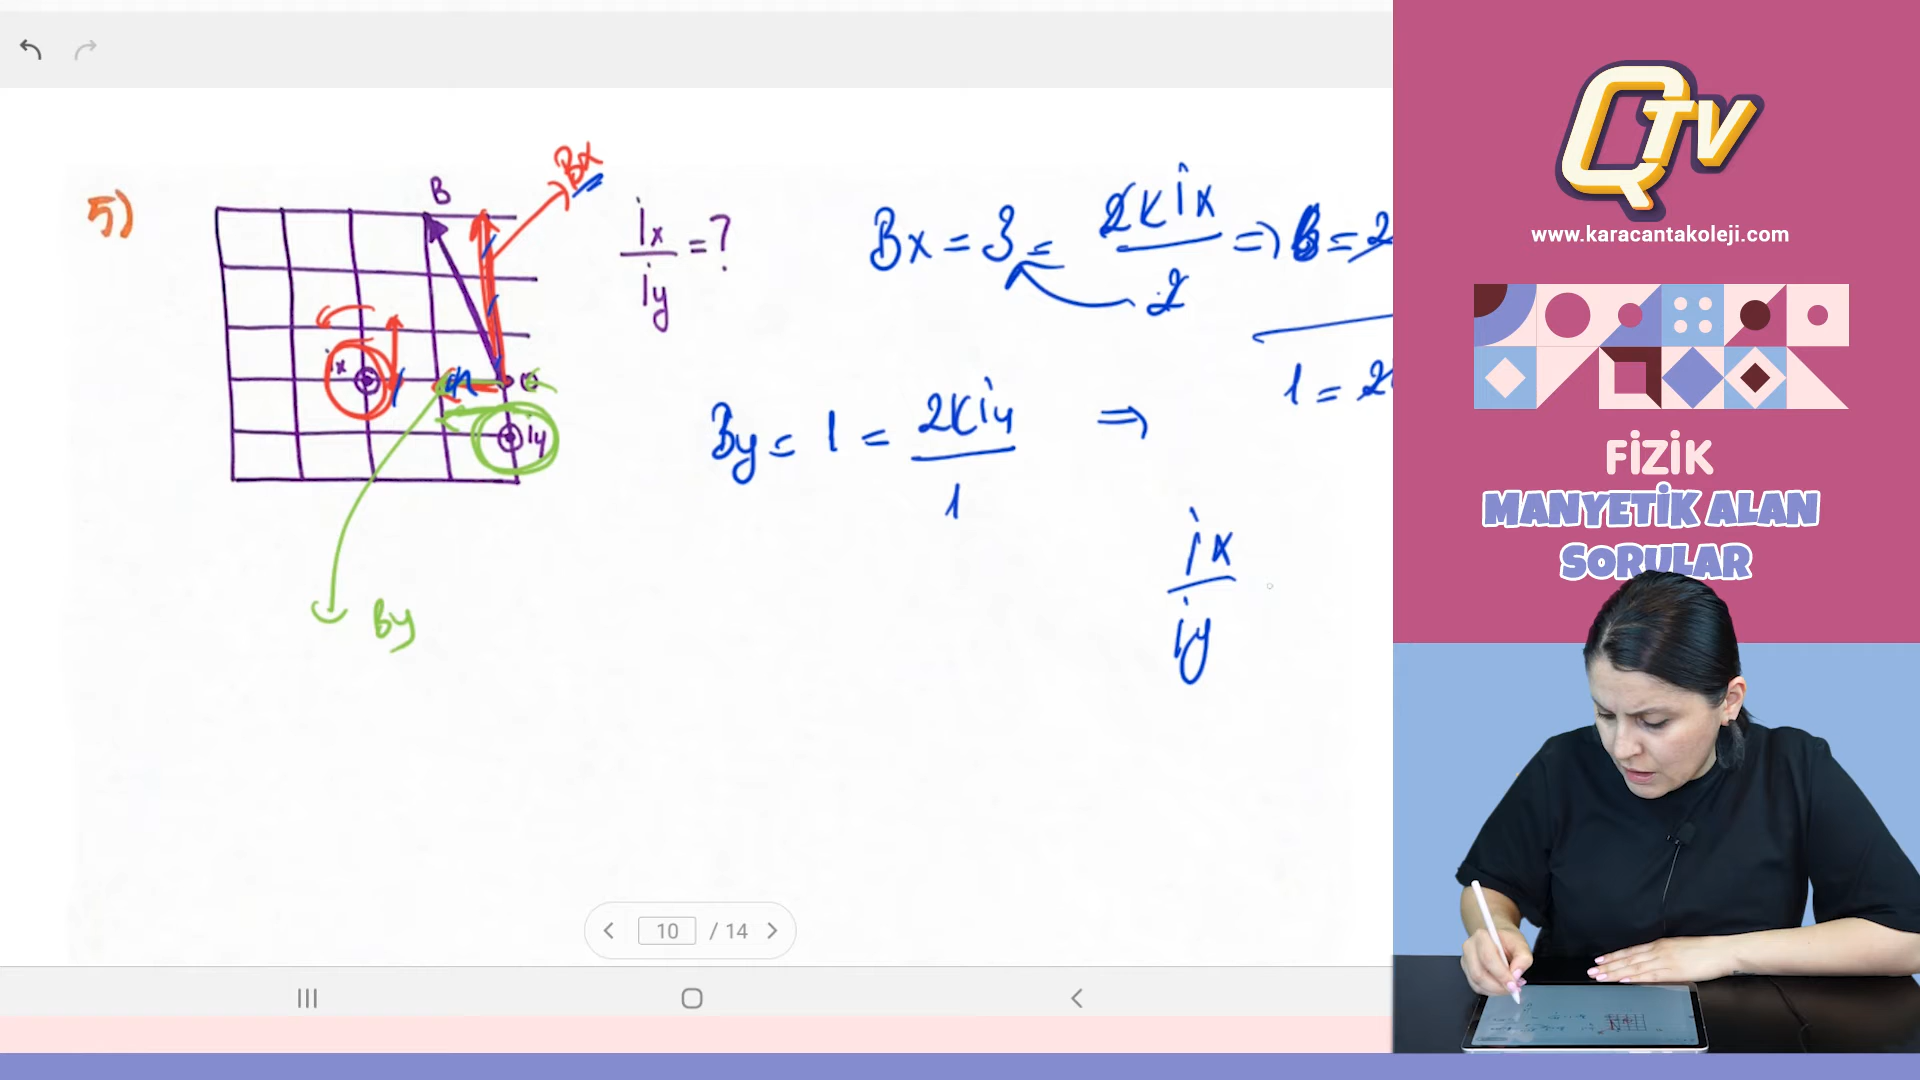 5)
B
Bx
ix
iy
By
ix / iy = ?
Bx = 3 = 2Kix / 2 ⇒ 6 = 2
1 = 2
By = 1 = 2Kiy / 1 ⇒
ix / iy
10 / 14
QTV
www.karacantakoleji.com
FİZİK
MANYETİK ALAN
SORULAR